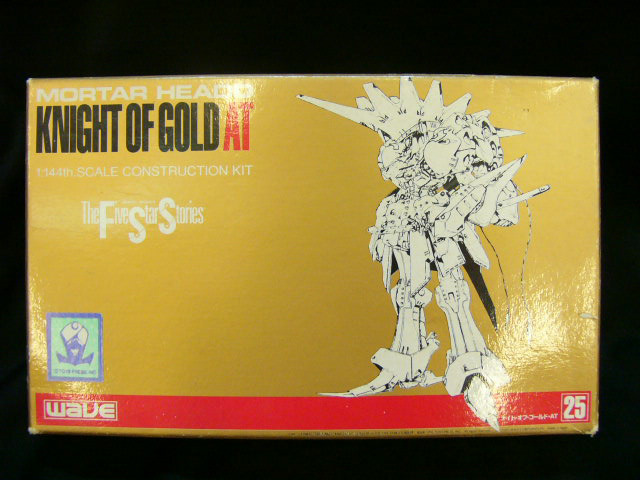 MORTAR HEADD
KNIGHT OF GOLD AT
1:144th. SCALE CONSTRUCTION KIT
The Five Star Stories
wave
ナイト・オブ・ゴールド・AT
25